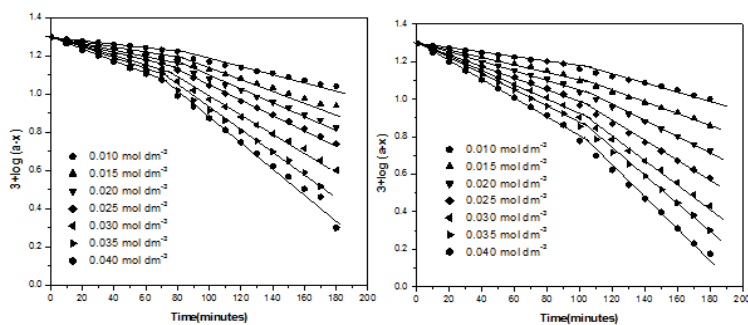 1.4
1.2
1.0
0.8
0.6
0.4
0.2
0.0
3+log (a-x)
0.010 mol dm⁻³
0.015 mol dm⁻³
0.020 mol dm⁻³
0.025 mol dm⁻³
0.030 mol dm⁻³
0.035 mol dm⁻³
0.040 mol dm⁻³
0 20 40 60 80 100 120 140 160 180 200
Time(minutes)
1.4
1.2
1.0
0.8
0.6
0.4
0.2
0.0
3+log (a-x)
0.010 mol dm⁻³
0.015 mol dm⁻³
0.020 mol dm⁻³
0.025 mol dm⁻³
0.030 mol dm⁻³
0.035 mol dm⁻³
0.040 mol dm⁻³
0 20 40 60 80 100 120 140 160 180 200
Time(minutes)